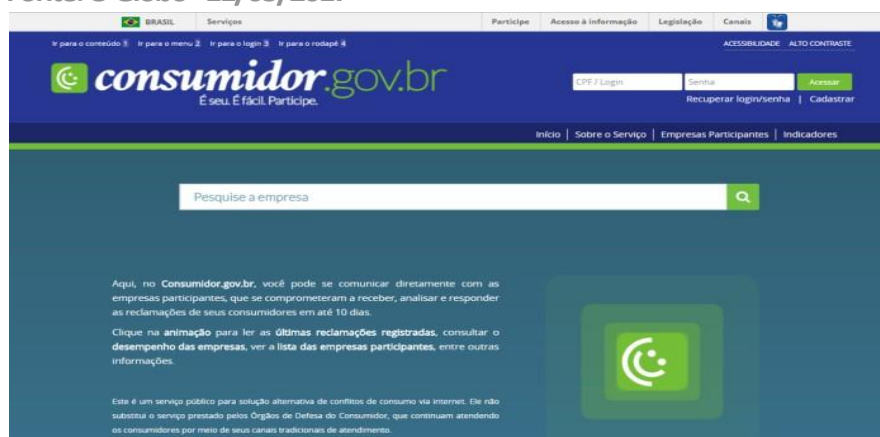 BRASIL Serviços Participe Acesso à informação Legislação Canais
Ir para o conteúdo 1 Ir para o menu 2 Ir para o login 3 Ir para o rodapé 4 ACESSIBILIDADE ALTO CONTRASTE
consumidor.gov.br
É seu. É fácil. Participe.
CPF / Login Senha Acessar
Recuperar login/senha | Cadastrar
Início | Sobre o Serviço | Empresas Participantes | Indicadores
Pesquise a empresa
Aqui, no Consumidor.gov.br, você pode se comunicar diretamente com as
empresas participantes, que se comprometeram a receber, analisar e responder
as reclamações de seus consumidores em até 10 dias.
Clique na animação para ler as últimas reclamações registradas, consultar o
desempenho das empresas, ver a lista das empresas participantes, entre outras
informações.
Este é um serviço público para solução alternativa de conflitos de consumo via internet. Ele não
substitui o serviço prestado pelos Órgãos de Defesa do Consumidor, que continuam atendendo
os consumidores por meio de seus canais tradicionais de atendimento.